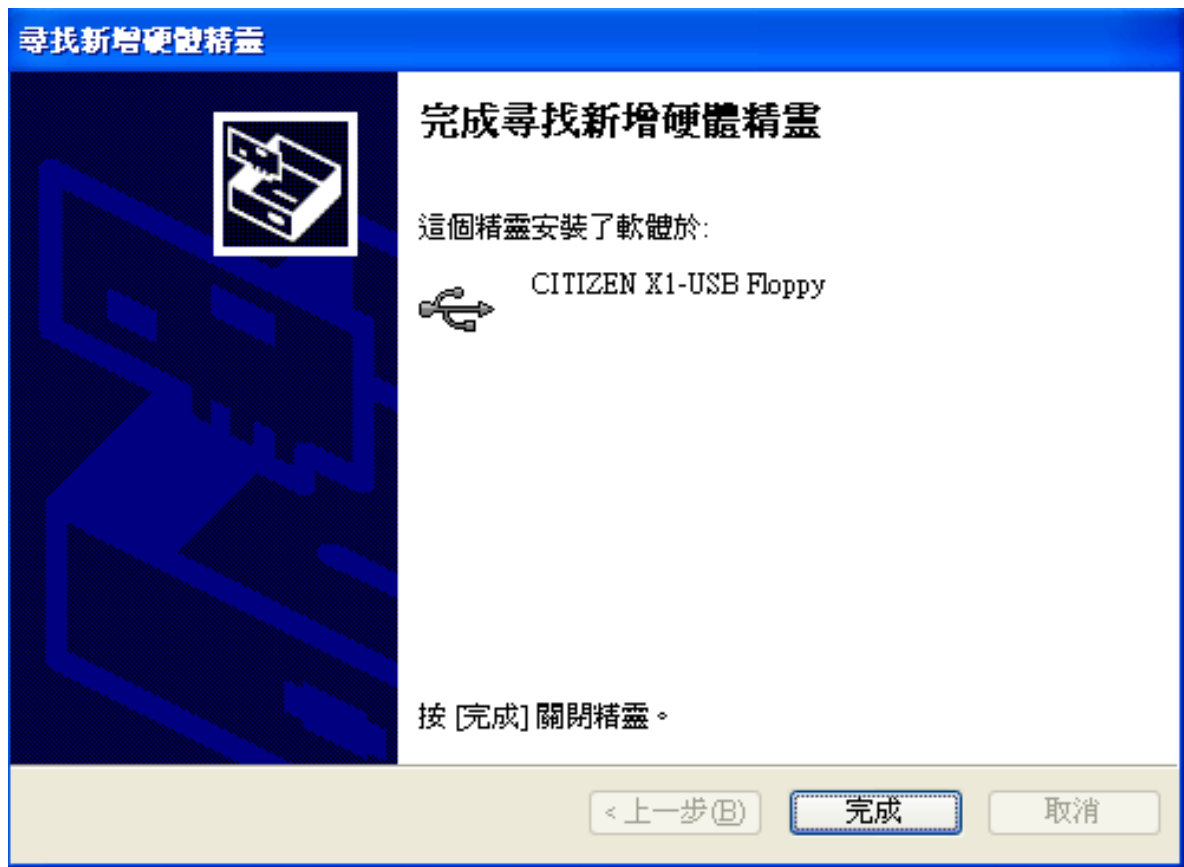 尋找新增硬體精靈
完成尋找新增硬體精靈
這個精靈安裝了軟體於:
CITIZEN X1-USB Floppy
按 [完成] 關閉精靈。
< 上一步(B)
完成
取消